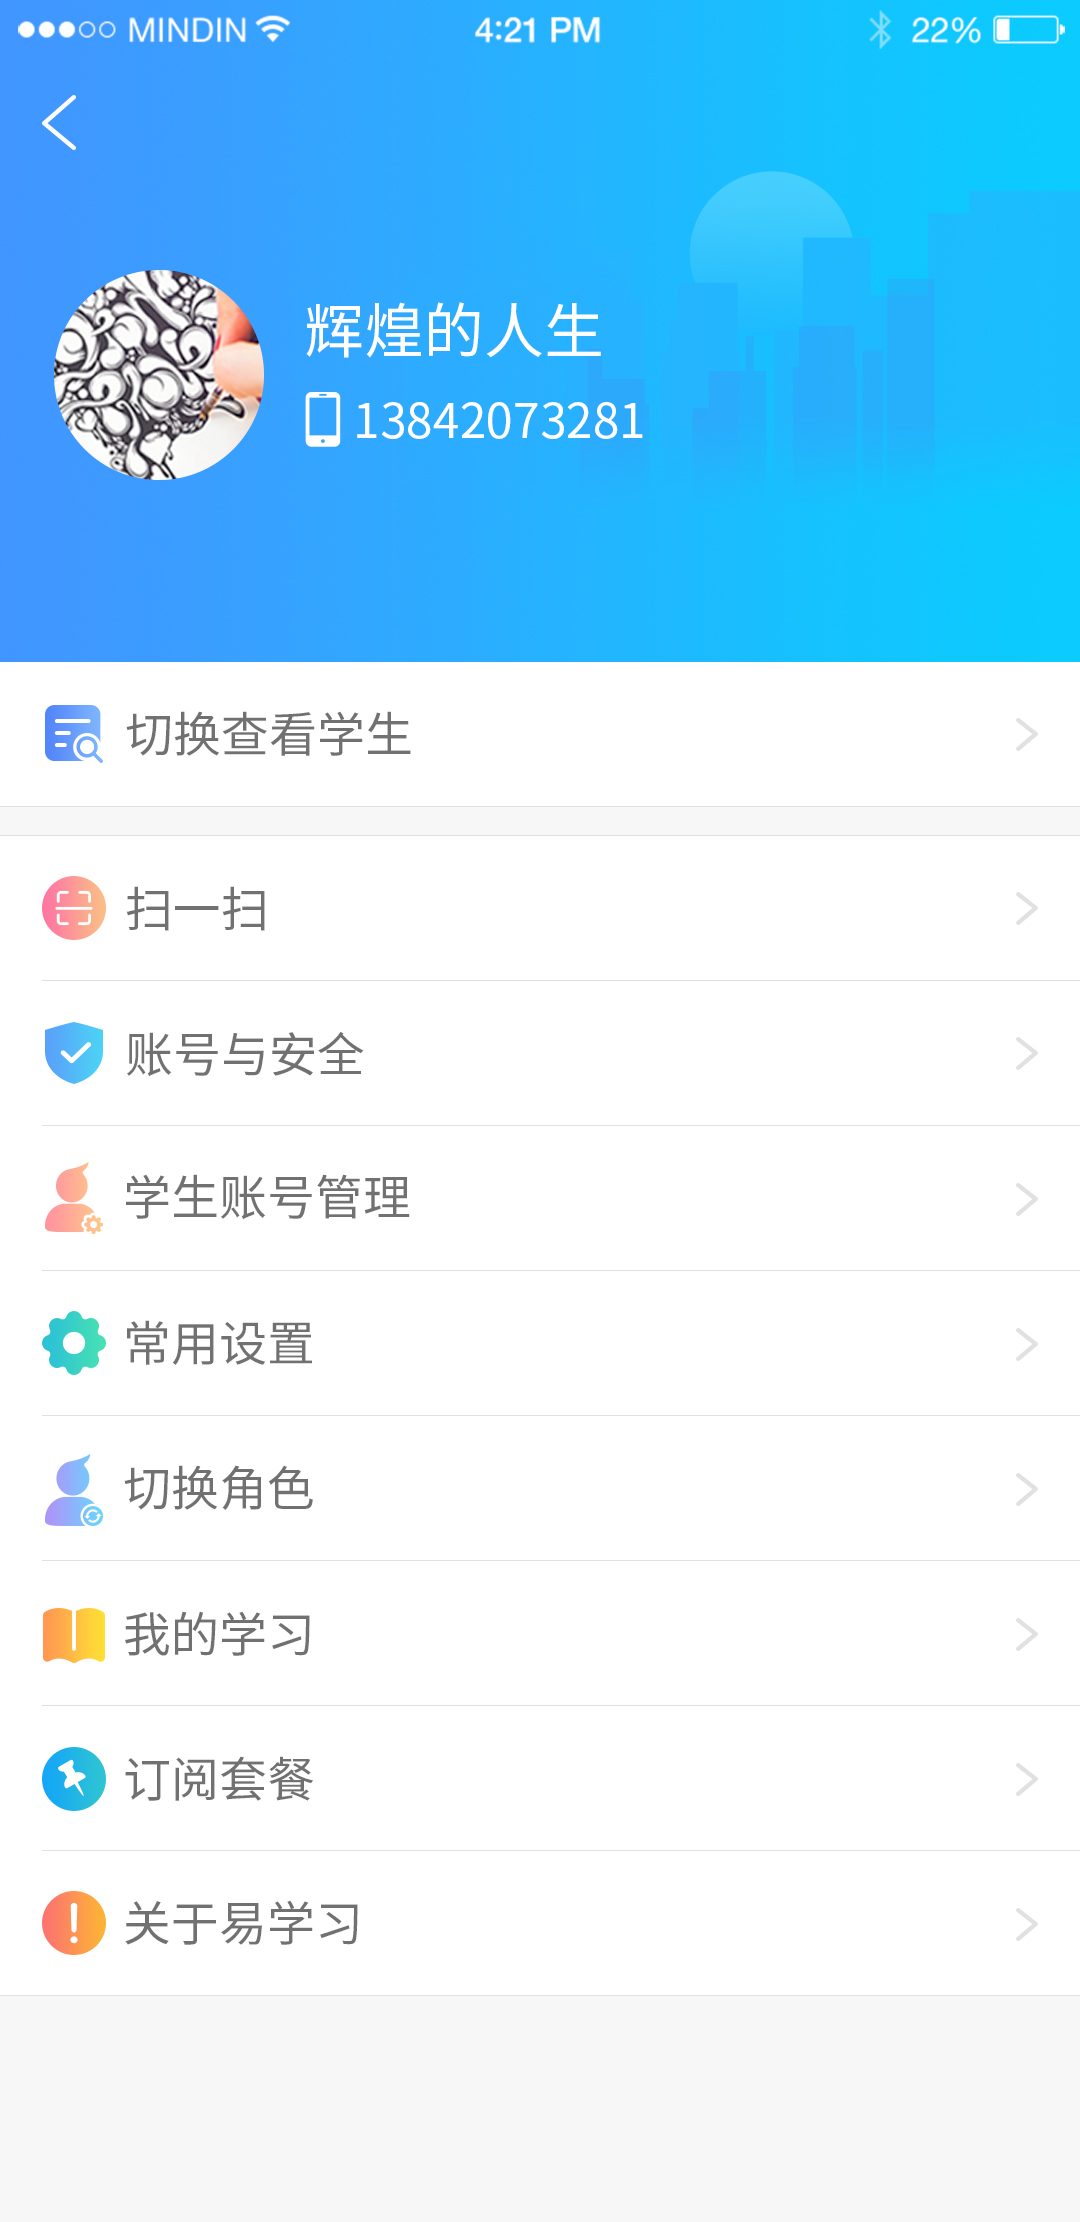 MINDIN 4:21 PM 22%
辉煌的人生
13842073281
切换查看学生
扫一扫
账号与安全
学生账号管理
常用设置
切换角色
我的学习
订阅套餐
关于易学习